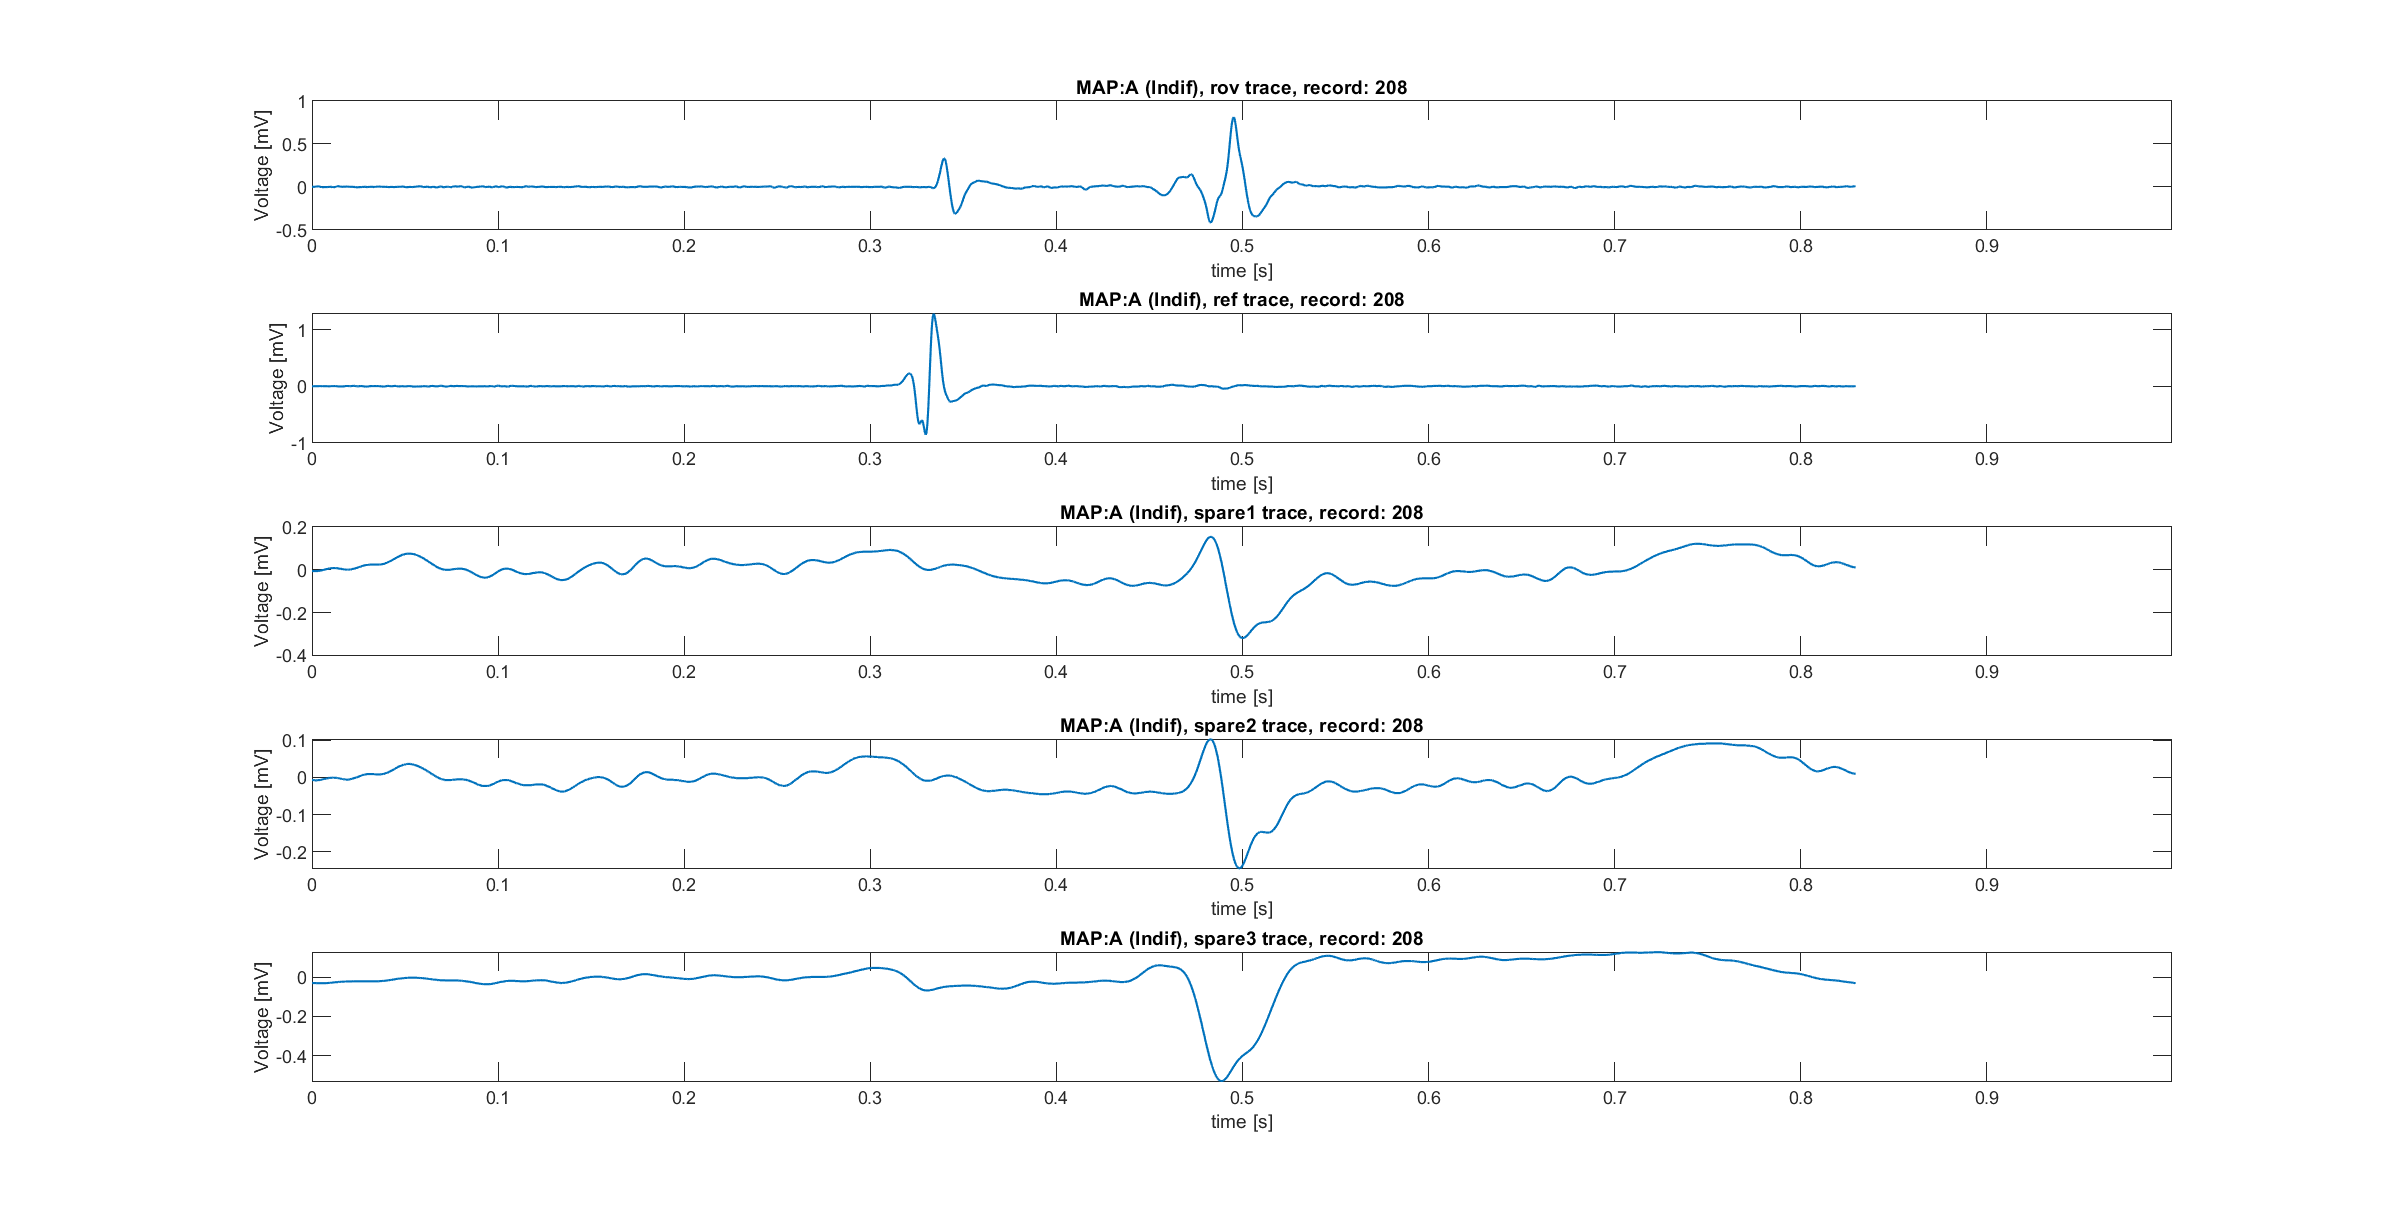 MAP:A (Indif), rov trace, record: 208
Voltage [mV]
1
0.5
0
-0.5
0 0.1 0.2 0.3 0.4 0.5 0.6 0.7 0.8 0.9
time [s]
MAP:A (Indif), ref trace, record: 208
Voltage [mV]
1
0
-1
0 0.1 0.2 0.3 0.4 0.5 0.6 0.7 0.8 0.9
time [s]
MAP:A (Indif), spare1 trace, record: 208
Voltage [mV]
0.2
0
-0.2
-0.4
0 0.1 0.2 0.3 0.4 0.5 0.6 0.7 0.8 0.9
time [s]
MAP:A (Indif), spare2 trace, record: 208
Voltage [mV]
0.1
0
-0.1
-0.2
0 0.1 0.2 0.3 0.4 0.5 0.6 0.7 0.8 0.9
time [s]
MAP:A (Indif), spare3 trace, record: 208
Voltage [mV]
0
-0.2
-0.4
0 0.1 0.2 0.3 0.4 0.5 0.6 0.7 0.8 0.9
time [s]